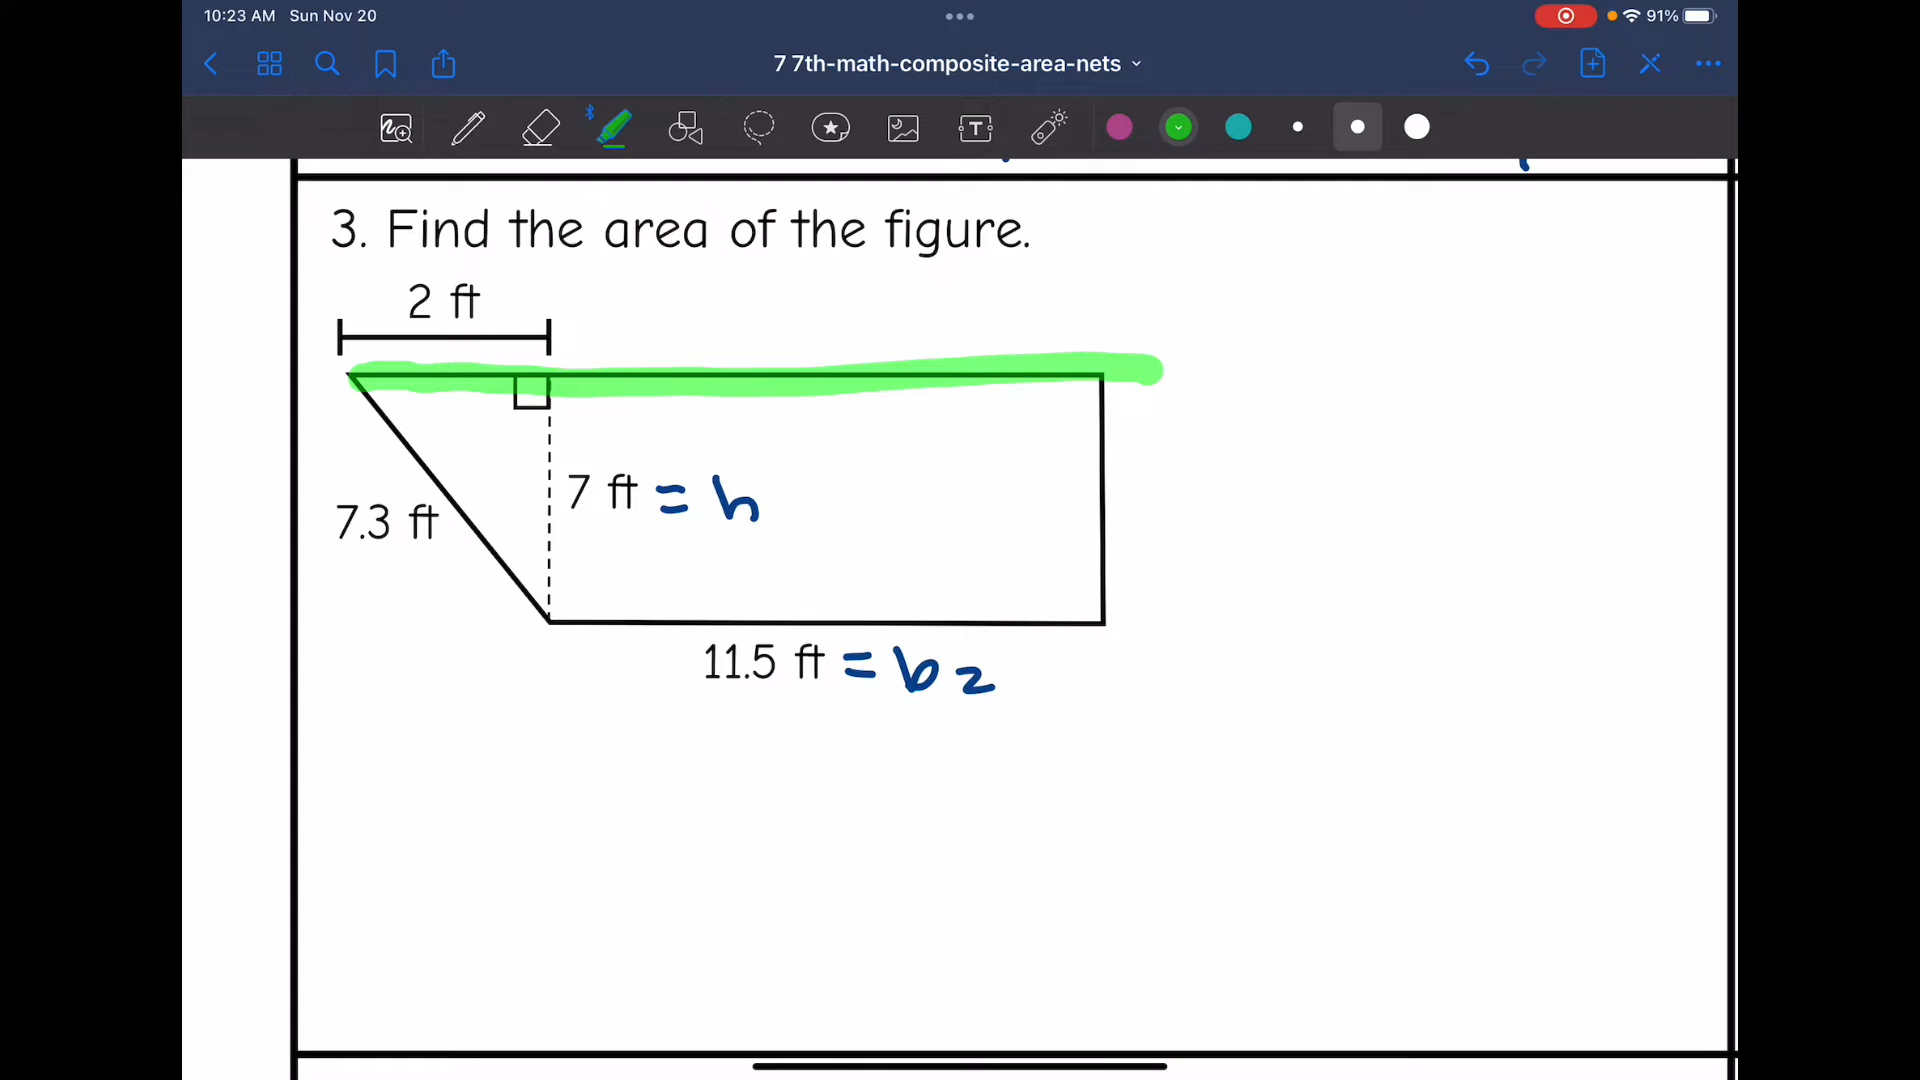 10:23 AM Sun Nov 20
91%
7 7th-math-composite-area-nets
T
3. Find the area of the figure.
2 ft
7 ft = h
7.3 ft
11.5 ft = b2